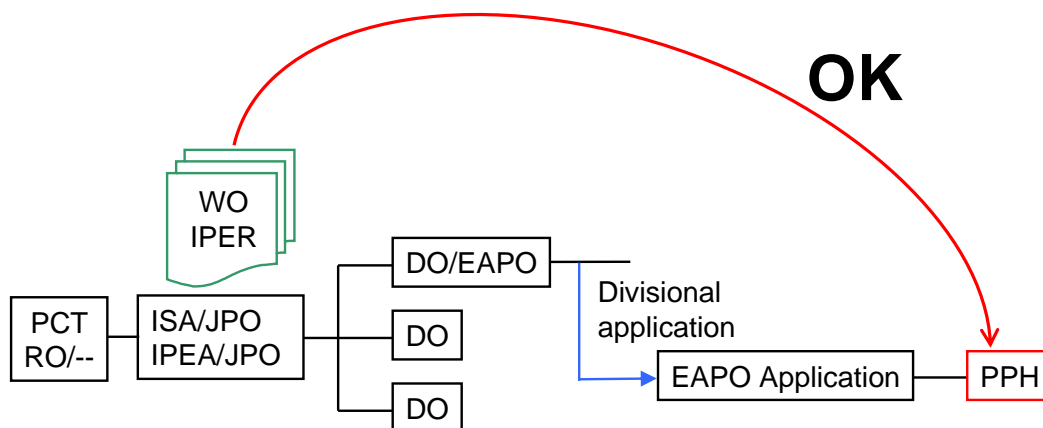 OK
WO
IPER
DO/EAPO
Divisional
application
PCT
RO/--
ISA/JPO
IPEA/JPO
DO
EAPO Application
PPH
DO